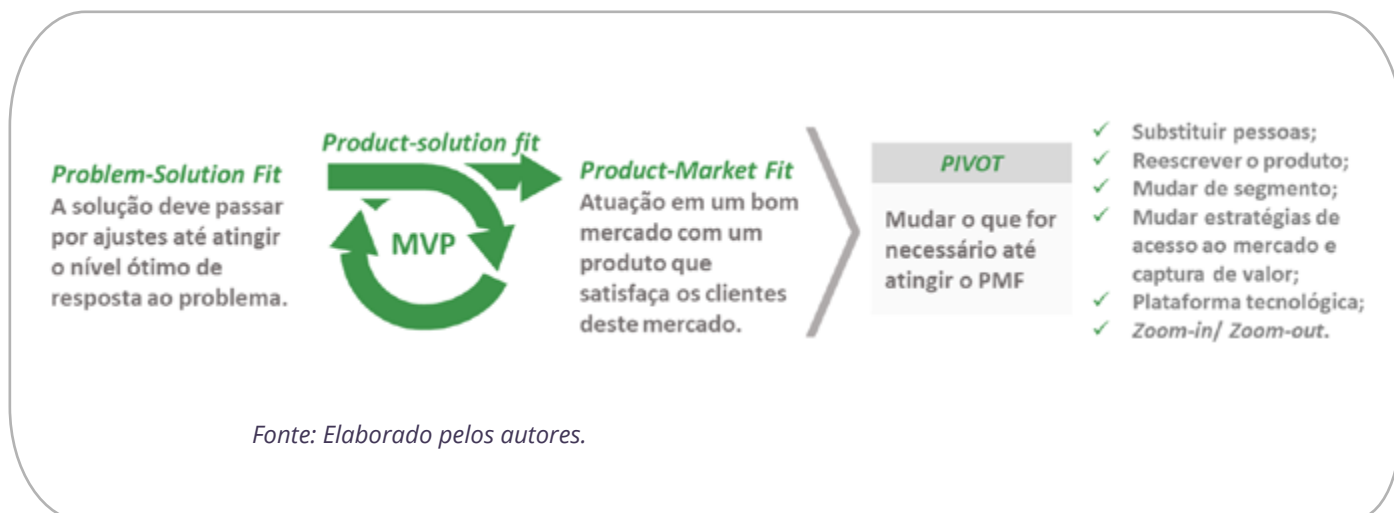 Problem-Solution Fit
A solução deve passar
por ajustes até atingir
o nível ótimo de
resposta ao problema.
Product-solution fit
MVP
Product-Market Fit
Atuação em um bom
mercado com um
produto que
satisfaça os clientes
deste mercado.
PIVOT
Mudar o que for
necessário até
atingir o PMF
✓ Substituir pessoas;
✓ Reescrever o produto;
✓ Mudar de segmento;
✓ Mudar estratégias de
acesso ao mercado e
captura de valor;
✓ Plataforma tecnológica;
✓ Zoom-in/ Zoom-out.
Fonte: Elaborado pelos autores.